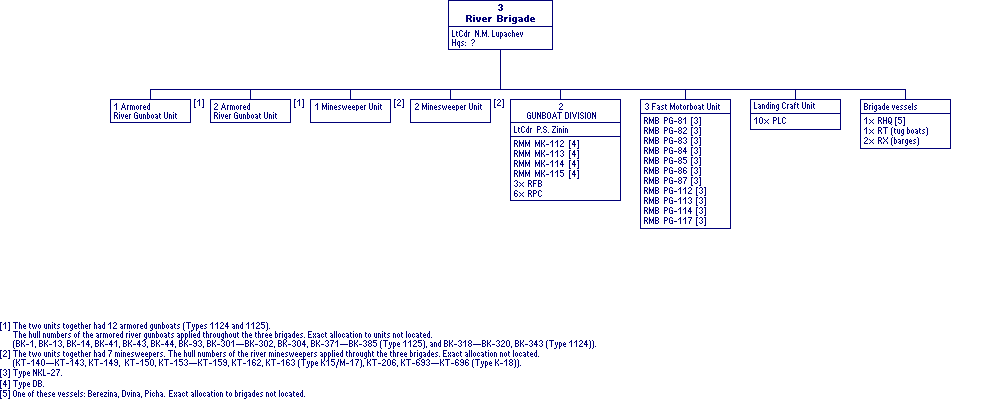 3
River Brigade
LtCdr N.M. Lupachev
Hqs: ?
1 Armored
River Gunboat Unit
[1]
2 Armored
River Gunboat Unit
[1]
1 Minesweeper Unit
[2]
2 Minesweeper Unit
[2]
2
GUNBOAT DIVISION
LtCdr P.S. Zinin
RMM MK-112 [4]
RMM MK-113 [4]
RMM MK-114 [4]
RMM MK-115 [4]
3x RFB
6x RPC
3 Fast Motorboat Unit
RMB PG-81 [3]
RMB PG-82 [3]
RMB PG-83 [3]
RMB PG-84 [3]
RMB PG-85 [3]
RMB PG-86 [3]
RMB PG-87 [3]
RMB PG-112 [3]
RMB PG-113 [3]
RMB PG-114 [3]
RMB PG-117 [3]
Landing Craft Unit
10x PLC
Brigade vessels
1x RHQ [5]
1x RT (tug boats)
2x RX (barges)
[1] The two units together had 12 armored gunboats (Types 1124 and 1125).
The hull numbers of the armored river gunboats applied throughout the three brigades. Exact allocation to units not located.
(BK-1, BK-13, BK-14, BK-41, BK-43, BK-44, BK-93, BK-301—BK-302, BK-304, BK-371—BK-385 (Type 1125), and BK-318—BK-320, BK-343 (Type 1124)).
[2] The two units together had 7 minesweepers. The hull numbers of the river minesweepers applied throught the three brigades. Exact allocation not located.
(KT-140—KT-143, KT-149, KT-150, KT-153—KT-159, KT-162, KT-163 (Type K15/M-17), KT-206, KT-693—KT-696 (Type K-18)).
[3] Type NKL-27.
[4] Type DB.
[5] One of these vessels: Berezina, Dvina, Picha. Exact allocation to brigades not located.